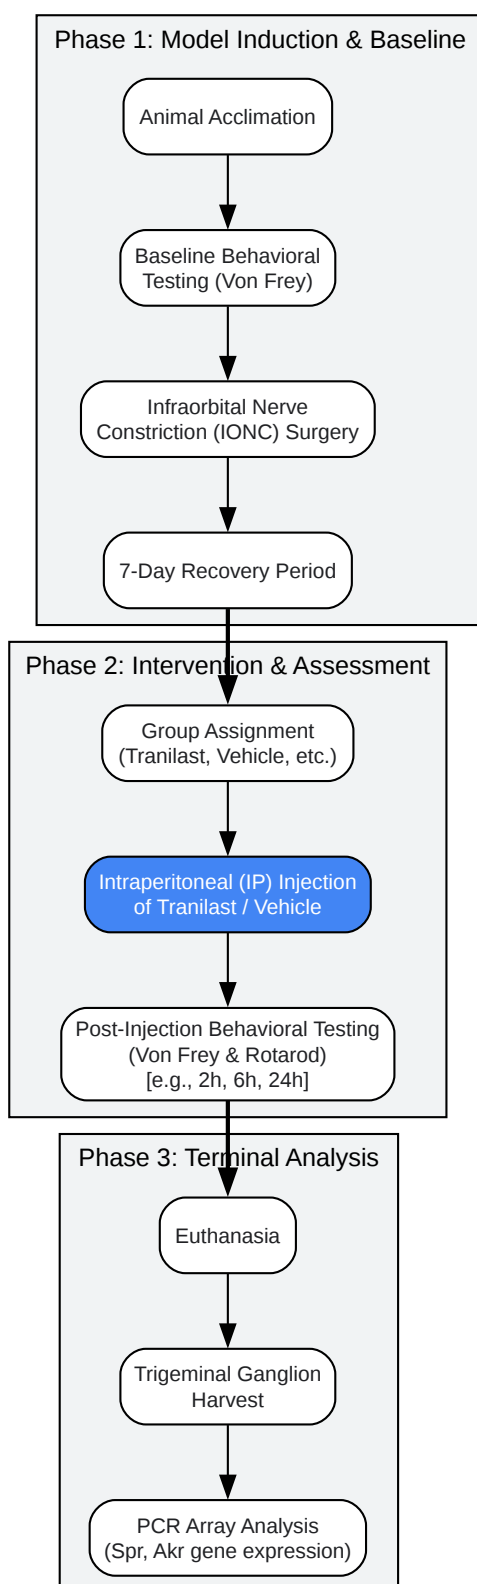 Phase 1: Model Induction & Baseline
Animal Acclimation
Baseline Behavioral
Testing (Von Frey)
Infraorbital Nerve
Constriction (IONC) Surgery
7-Day Recovery Period
Phase 2: Intervention & Assessment
Group Assignment
(Tranilast, Vehicle, etc.)
Intraperitoneal (IP) Injection
of Tranilast / Vehicle
Post-Injection Behavioral Testing
(Von Frey & Rotarod)
[e.g., 2h, 6h, 24h]
Phase 3: Terminal Analysis
Euthanasia
Trigeminal Ganglion
Harvest
PCR Array Analysis
(Spr, Akr gene expression)